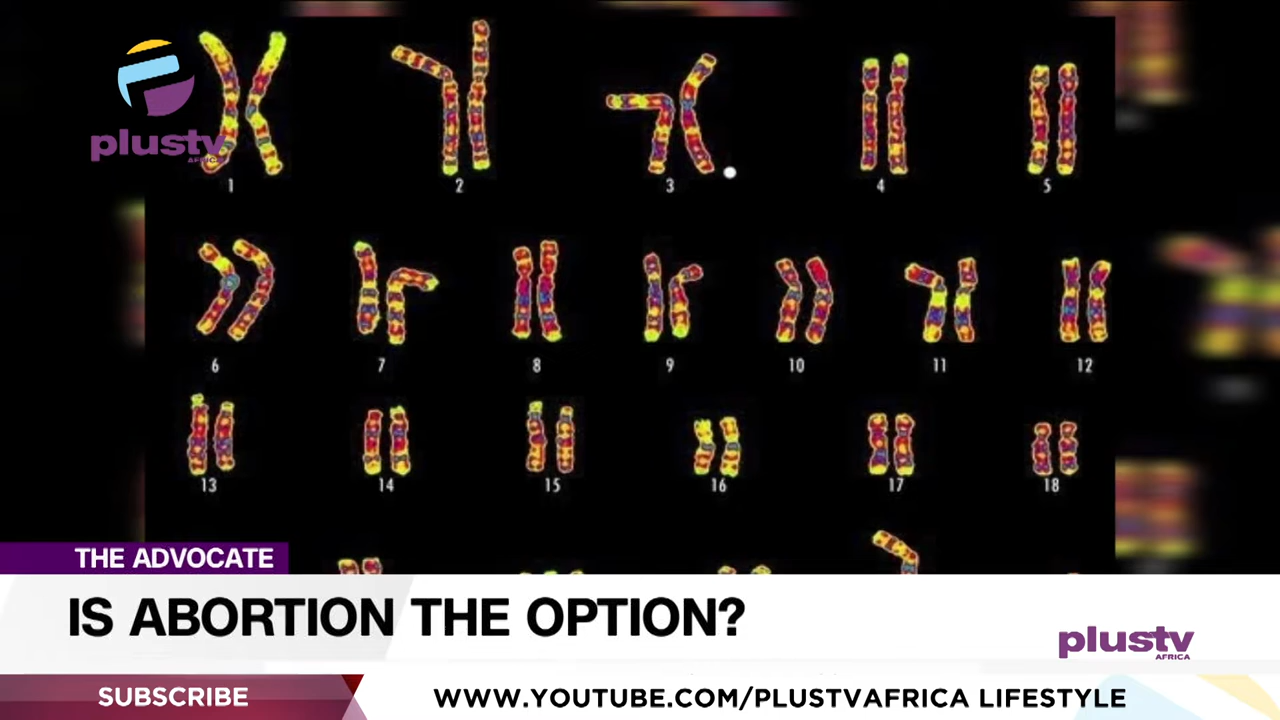 plustv
AFRICA
1 2 3 4 5
6 7 8 9 10 11 12
13 14 15 16 17 18
THE ADVOCATE
IS ABORTION THE OPTION?
plustv
AFRICA
SUBSCRIBE
WWW.YOUTUBE.COM/PLUSTVAFRICA LIFESTYLE